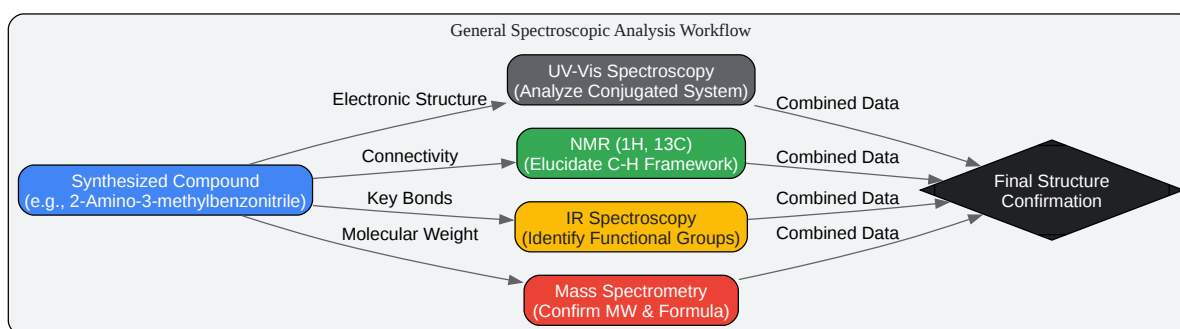 General Spectroscopic Analysis Workflow
UV-Vis Spectroscopy
(Analyze Conjugated System)
Electronic Structure
Combined Data
NMR (1H, 13C)
(Elucidate C-H Framework)
Connectivity
Combined Data
Synthesized Compound
(e.g., 2-Amino-3-methylbenzonitrile)
Final Structure
Confirmation
Key Bonds
Combined Data
IR Spectroscopy
(Identify Functional Groups)
Molecular Weight
Combined Data
Mass Spectrometry
(Confirm MW & Formula)